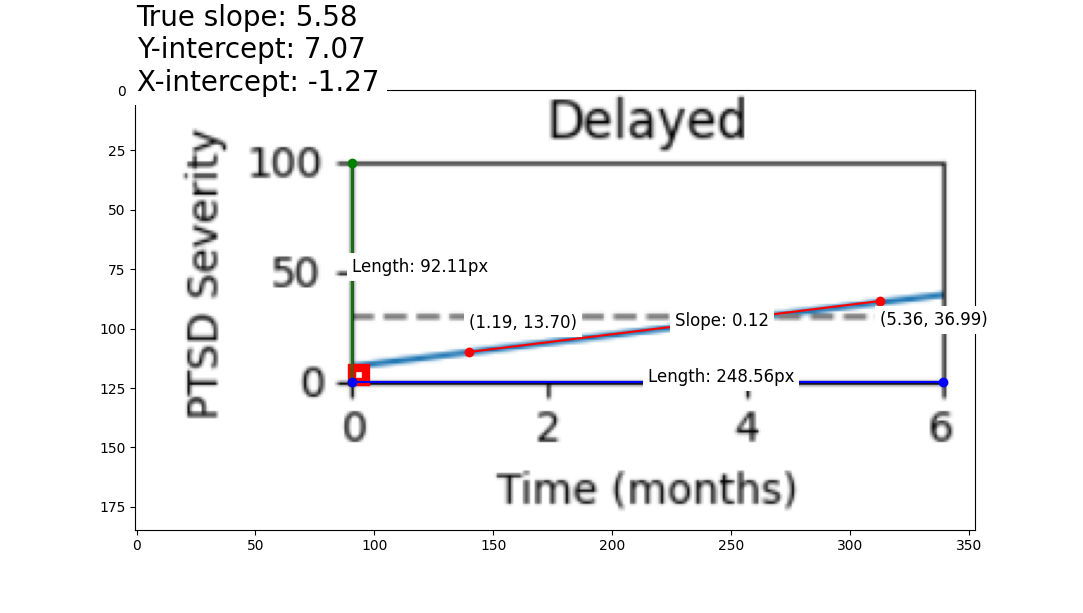 True slope: 5.58
Y-intercept: 7.07
X-intercept: -1.27
0
25
50
75
100
125
150
175
Delayed
PTSD Severity
100
50
0
Length: 92.11px
(1.19, 13.70)
Slope: 0.12
(5.36, 36.99)
Length: 248.56px
0 2 4 6
Time (months)
0 50 100 150 200 250 300 350